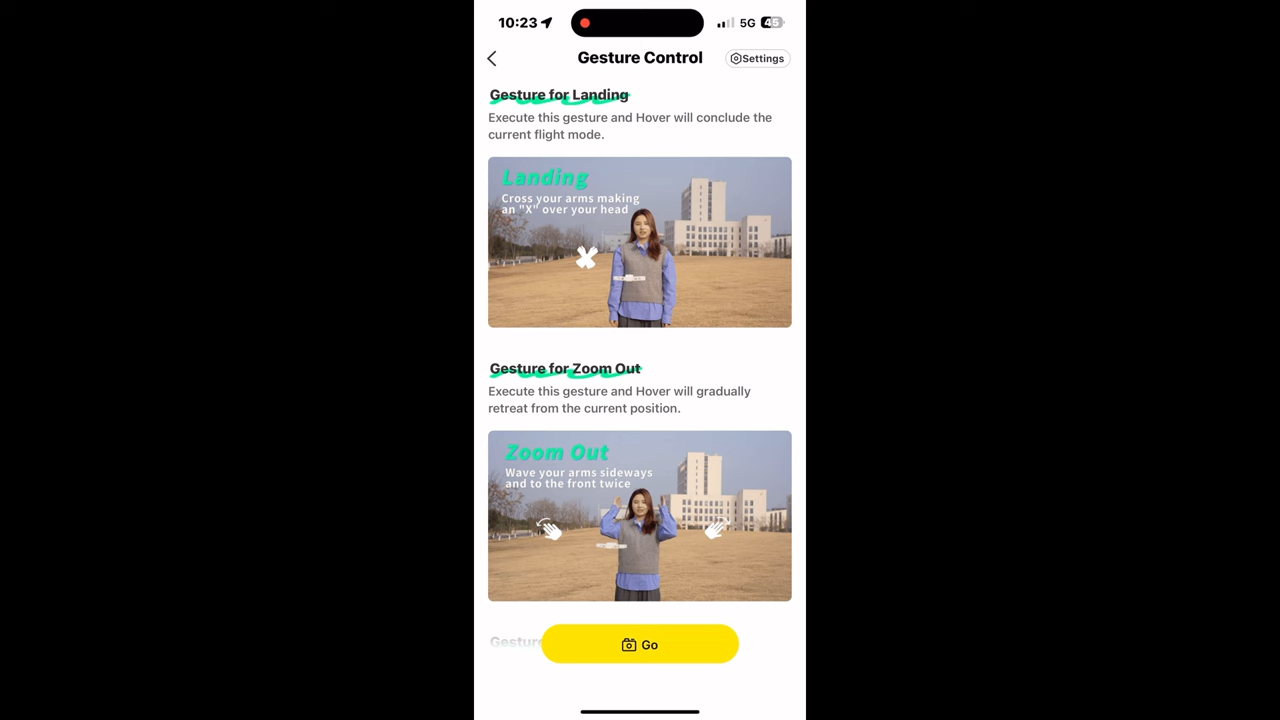 10:23
5G
45
Gesture Control
Settings
Gesture for Landing
Execute this gesture and Hover will conclude the
current flight mode.
Landing
Cross your arms making
an "X" over your head
Gesture for Zoom Out
Execute this gesture and Hover will gradually
retreat from the current position.
Zoom Out
Wave your arms sideways
and to the front twice
Gesture
Go